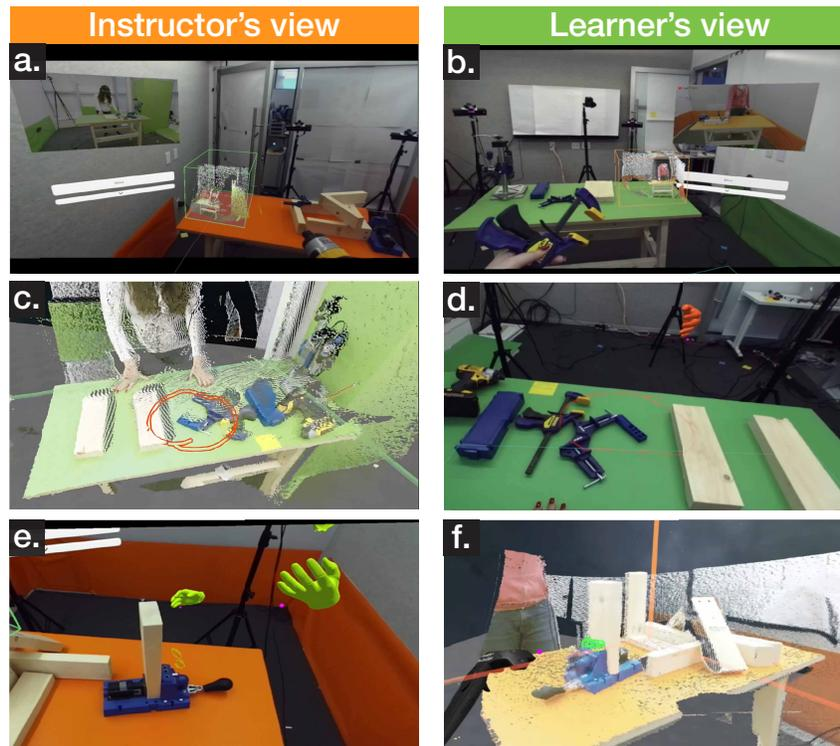 Instructor's view
Learner's view
a.
b.
c.
d.
e.
f.